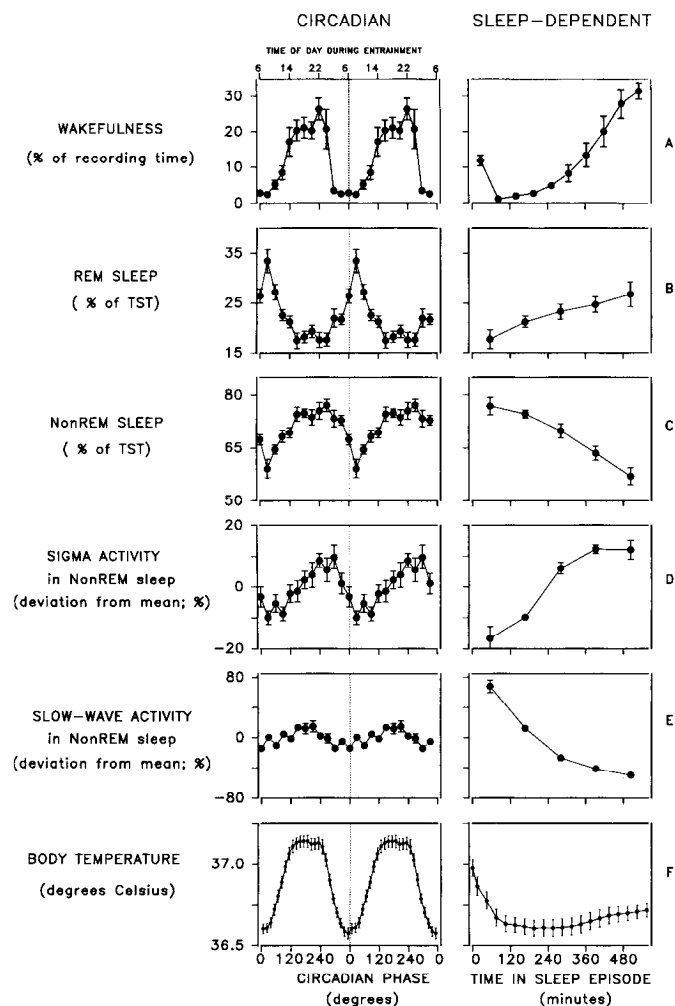 CIRCADIAN
SLEEP-DEPENDENT
TIME OF DAY DURING ENTRAINMENT
6 14 22 6 14 22 6
WAKEFULNESS
(% of recording time)
30
20
10
0
A
REM SLEEP
( % of TST)
35
25
15
B
NonREM SLEEP
( % of TST)
80
65
50
C
SIGMA ACTIVITY
in NonREM sleep
(deviation from mean; %)
20
0
-20
D
SLOW-WAVE ACTIVITY
in NonREM sleep
(deviation from mean; %)
80
0
-80
E
BODY TEMPERATURE
(degrees Celsius)
37.0
36.5
F
0 120 240 0 120 240 0
0 120 240 360 480
CIRCADIAN PHASE
(degrees)
TIME IN SLEEP EPISODE
(minutes)